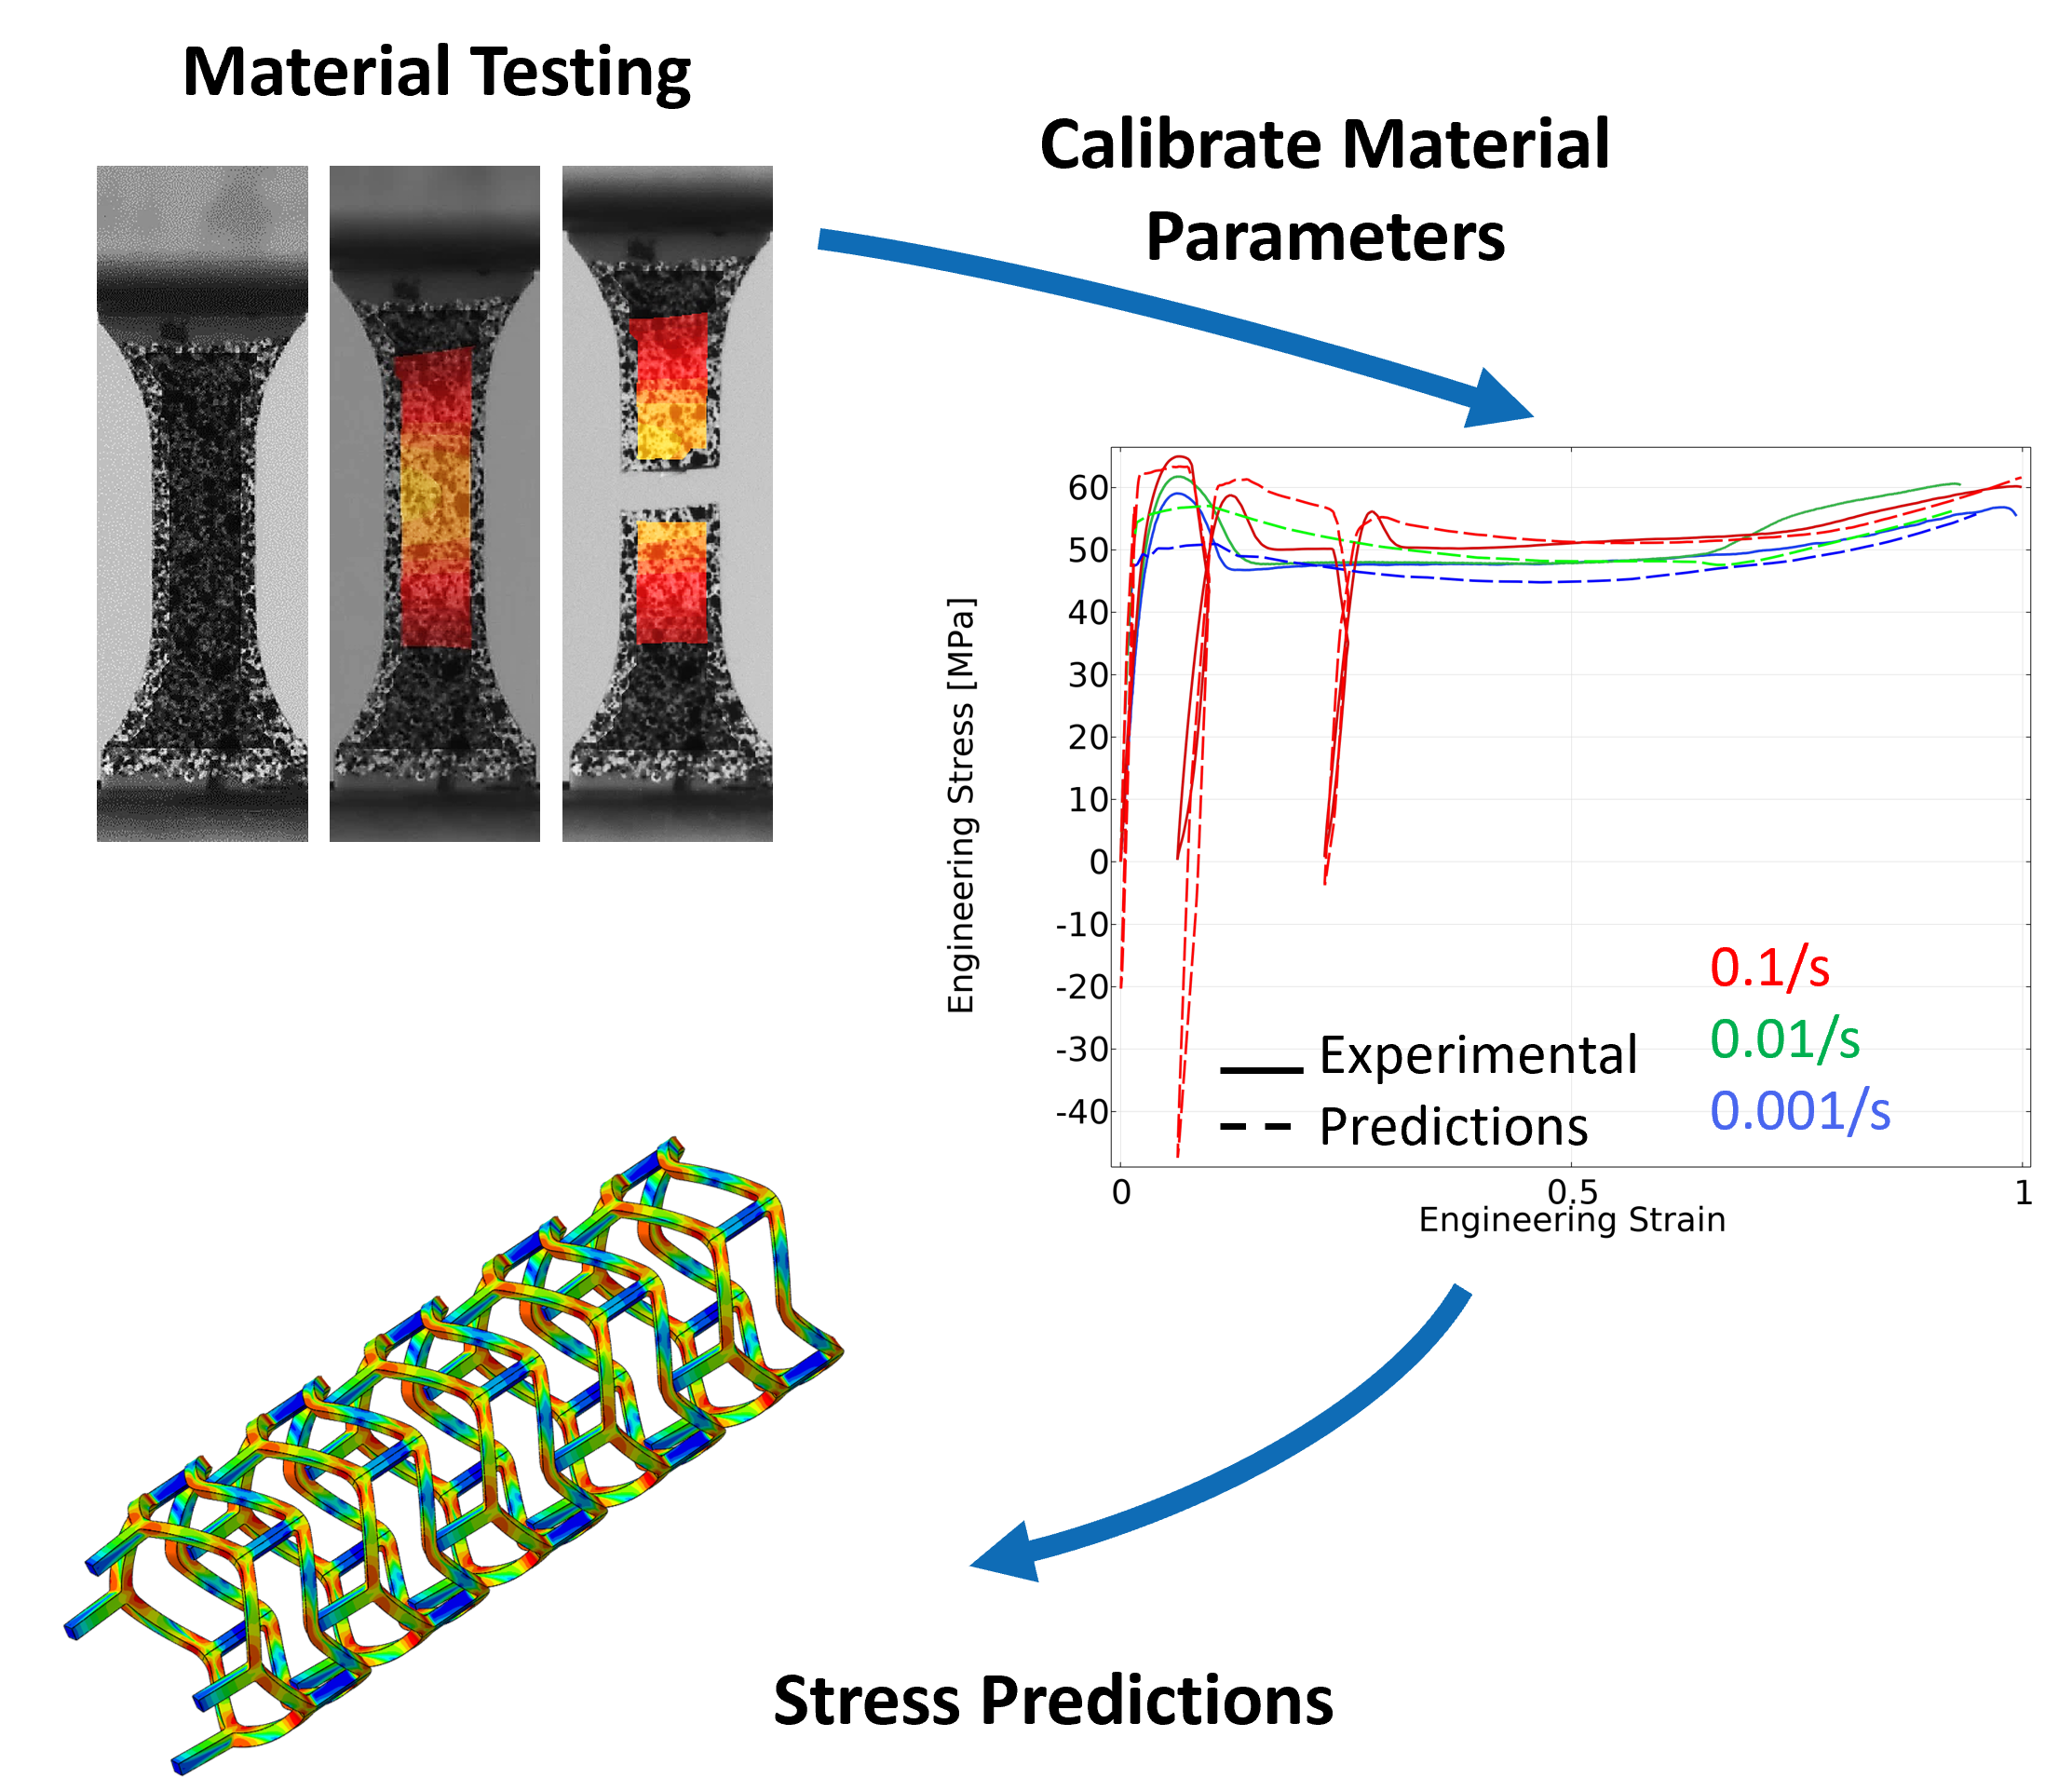 Material Testing
Calibrate Material
Parameters
Engineering Stress [MPa]
60
50
40
30
20
10
0
-10
-20
-30
-40
0.1/s
0.01/s
0.001/s
Experimental
Predictions
0
0.5
1
Engineering Strain
Stress Predictions